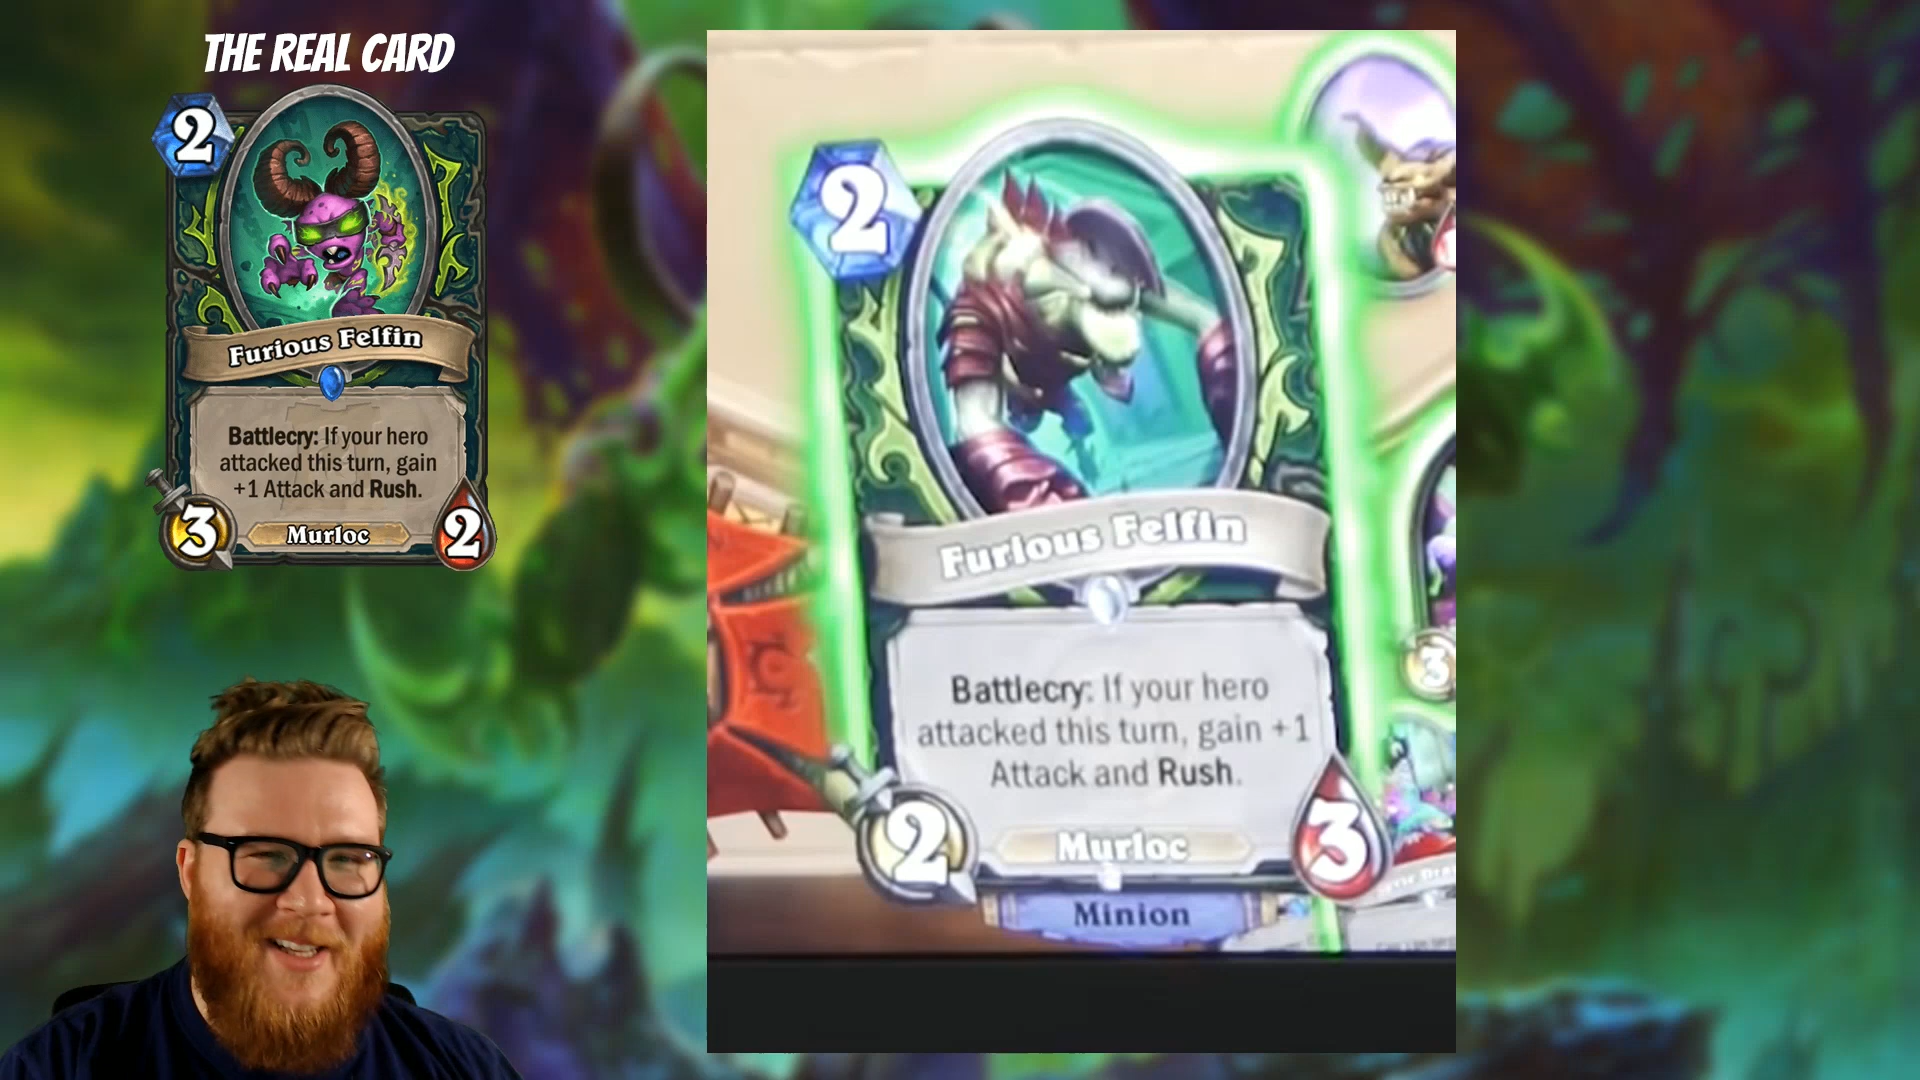 THE REAL CARD
2
Furious Felfin
Battlecry: If your hero
attacked this turn, gain
+1 Attack and Rush.
3
Murloc
2
2
Furious Felfin
Battlecry: If your hero
attacked this turn, gain +1
Attack and Rush.
2
Murloc
3
Minion
3